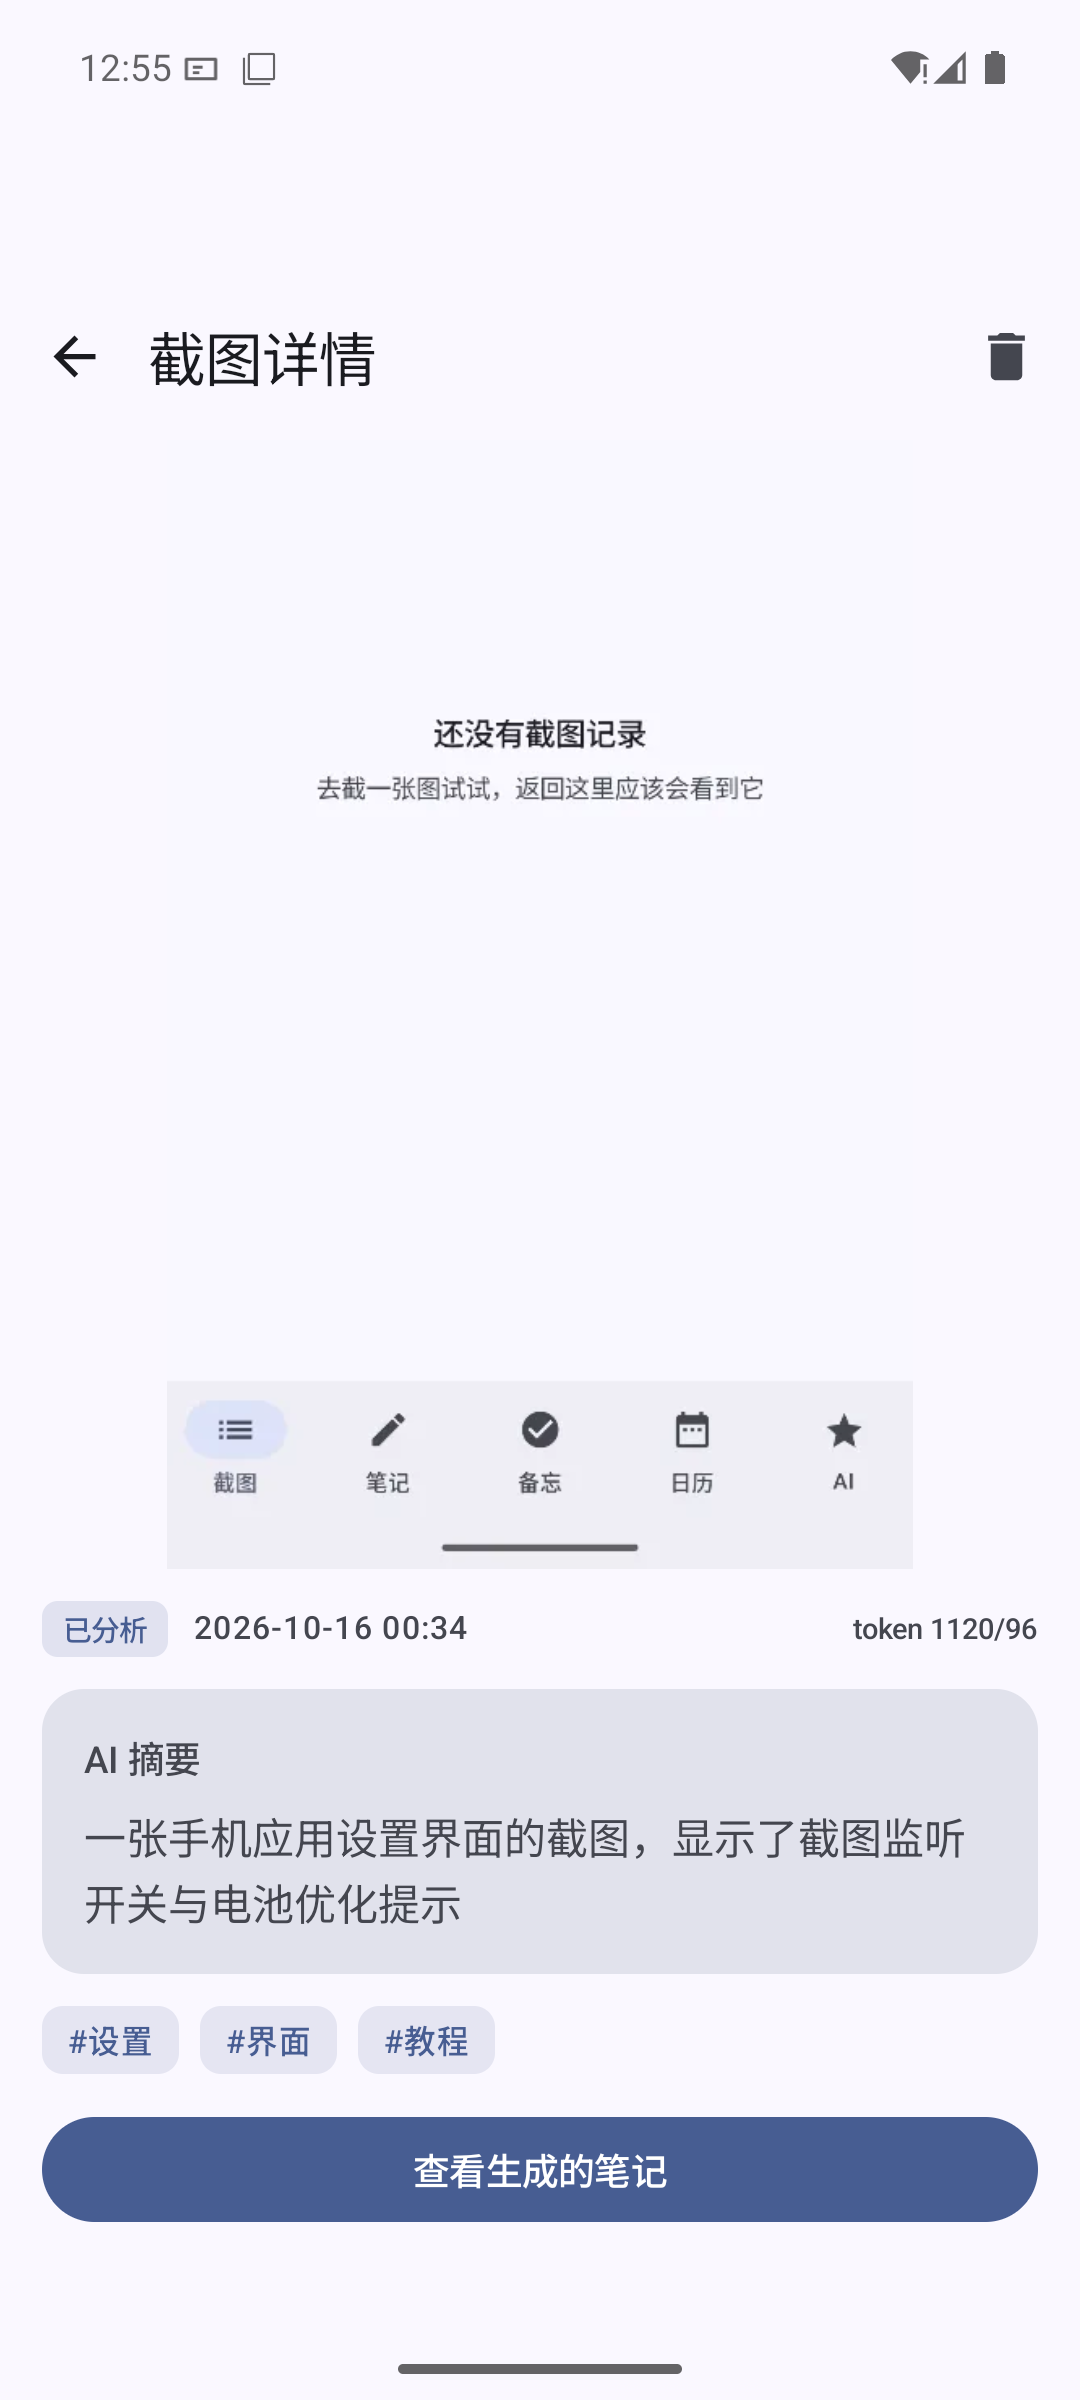 12:55
截图详情
还没有截图记录
去截一张图试试，返回这里应该会看到它
截图 笔记 备忘 日历 AI
已分析 2026-10-16 00:34 token 1120/96
AI 摘要
一张手机应用设置界面的截图，显示了截图监听
开关与电池优化提示
#设置 #界面 #教程
查看生成的笔记